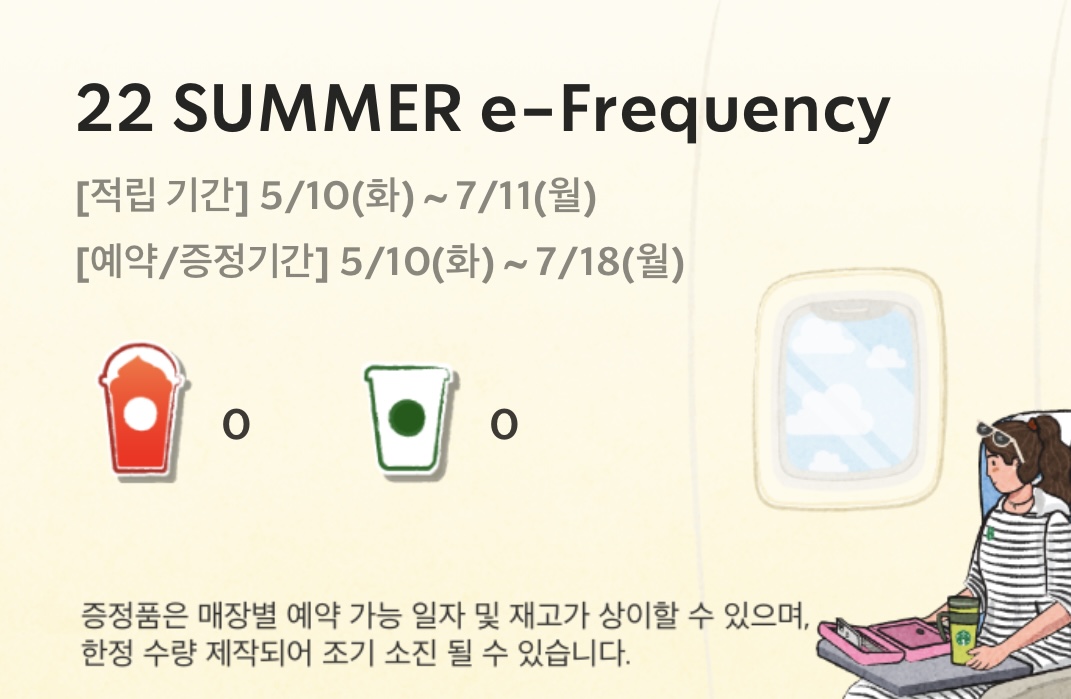 22 SUMMER e-Frequency
[적립 기간] 5/10(화) ~ 7/11(월)
[예약/증정기간] 5/10(화) ~ 7/18(월)
0 0
증정품은 매장별 예약 가능 일자 및 재고가 상이할 수 있으며,
한정 수량 제작되어 조기 소진 될 수 있습니다.